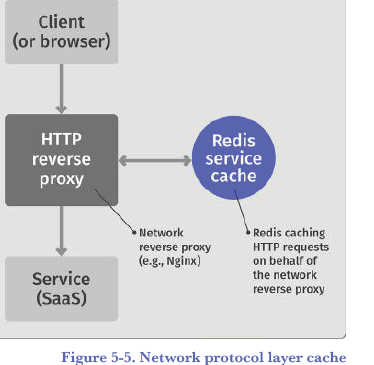 Client
(or browser)
HTTP
reverse
proxy
Redis
service
cache
Network
reverse proxy
(e.g., Nginx)
Redis caching
HTTP requests
on behalf of
the network
reverse proxy
Service
(SaaS)
Figure 5-5. Network protocol layer cache